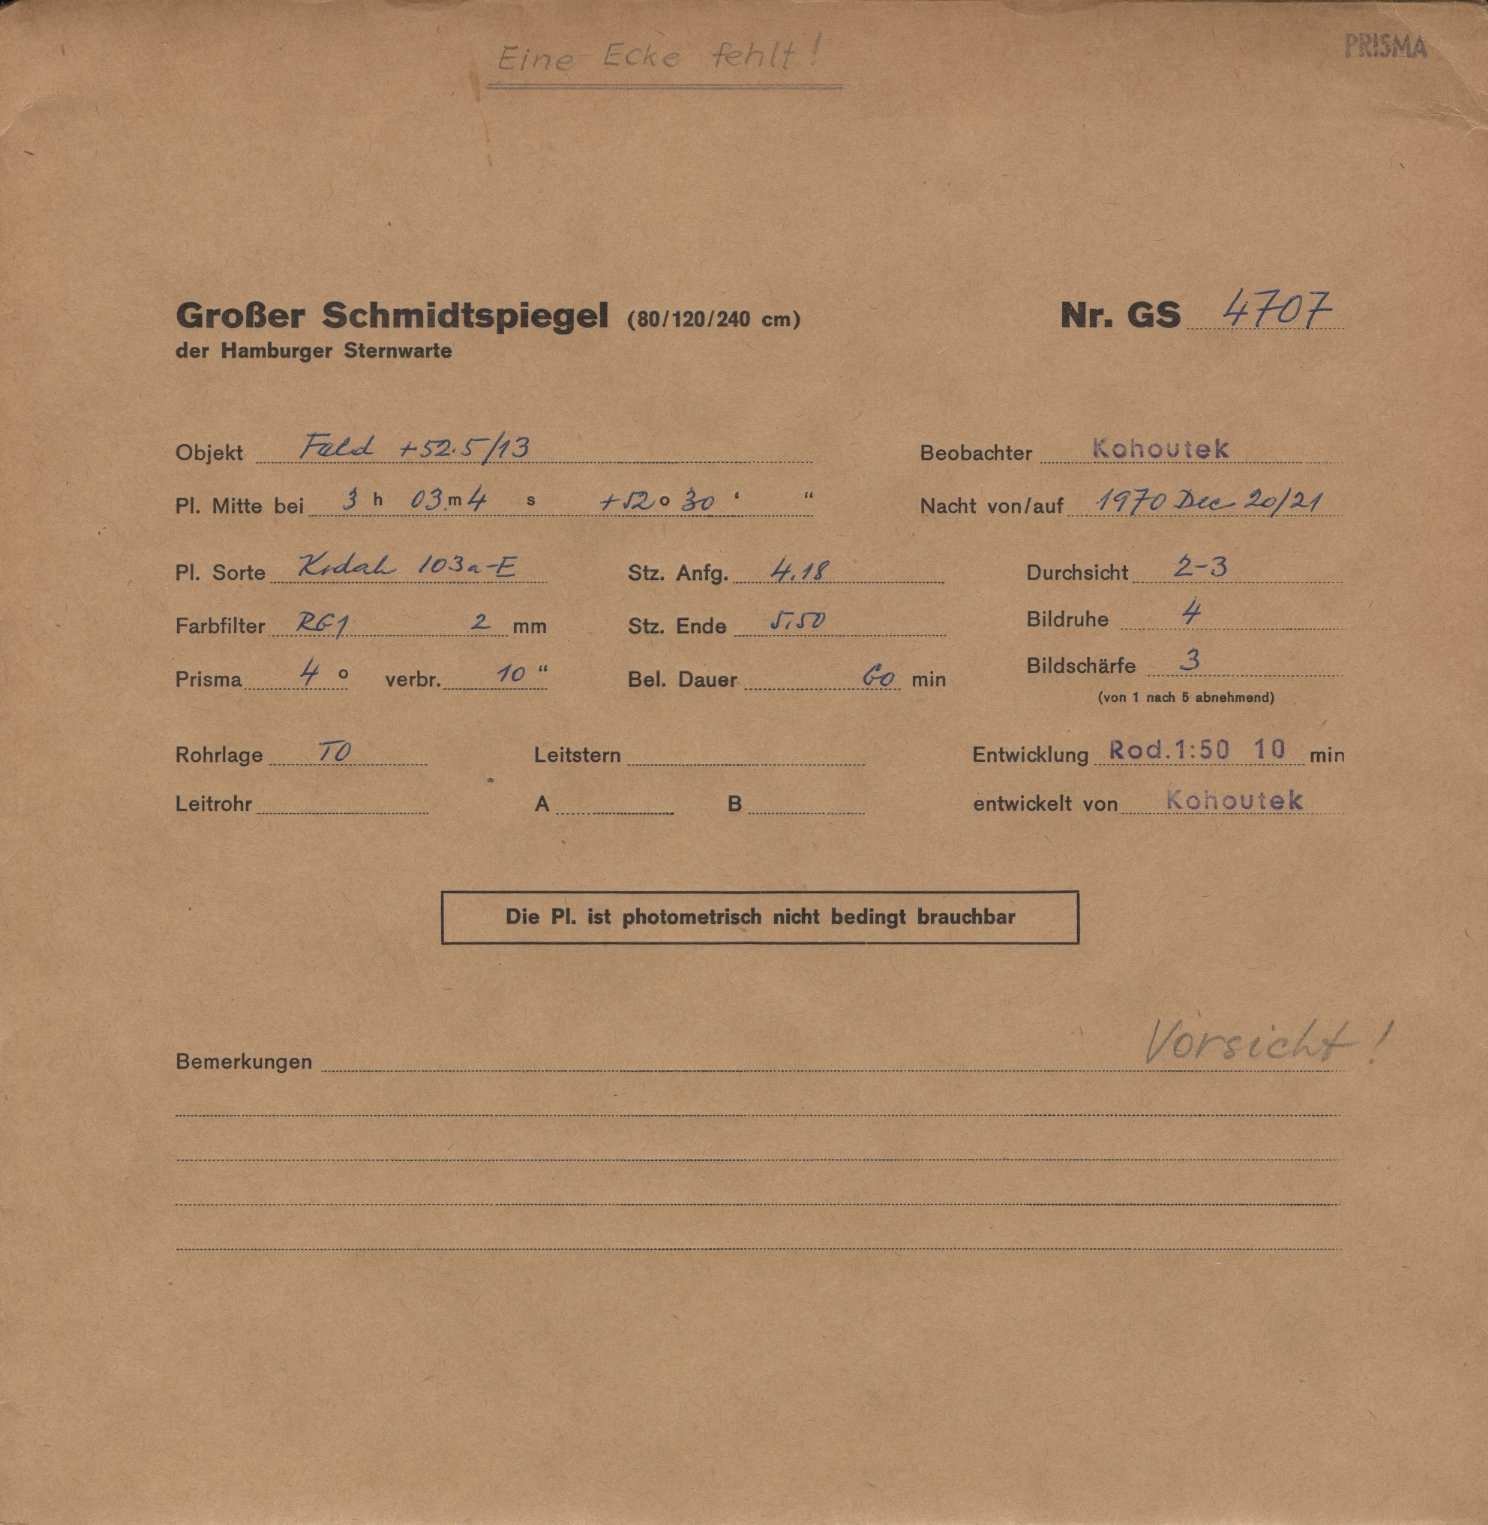 Eine Ecke fehlt!
PRISMA
Großer Schmidtspiegel (80/120/240 cm)
Nr. GS 4707
der Hamburger Sternwarte
Objekt Feld +52.5/13
Beobachter Kohoutek
Pl. Mitte bei 3 h 03 m 4 s +52 o 30 ‘ “
Nacht von/auf 1970 Dec 20/21
Pl. Sorte Kodak 103a-E
Stz. Anfg. 4.18
Durchsicht 2-3
Farbfilter RG1 2 mm
Stz. Ende 5.50
Bildruhe 4
Prisma 4 o verbr. 10 “
Bel. Dauer 60 min
Bildschärfe 3
(von 1 nach 5 abnehmend)
Rohrlage TO
Leitstern
Entwicklung Rod.1:50 10 min
Leitrohr
A
B
entwickelt von Kohoutek
Die Pl. ist photometrisch nicht bedingt brauchbar
Vorsicht!
Bemerkungen